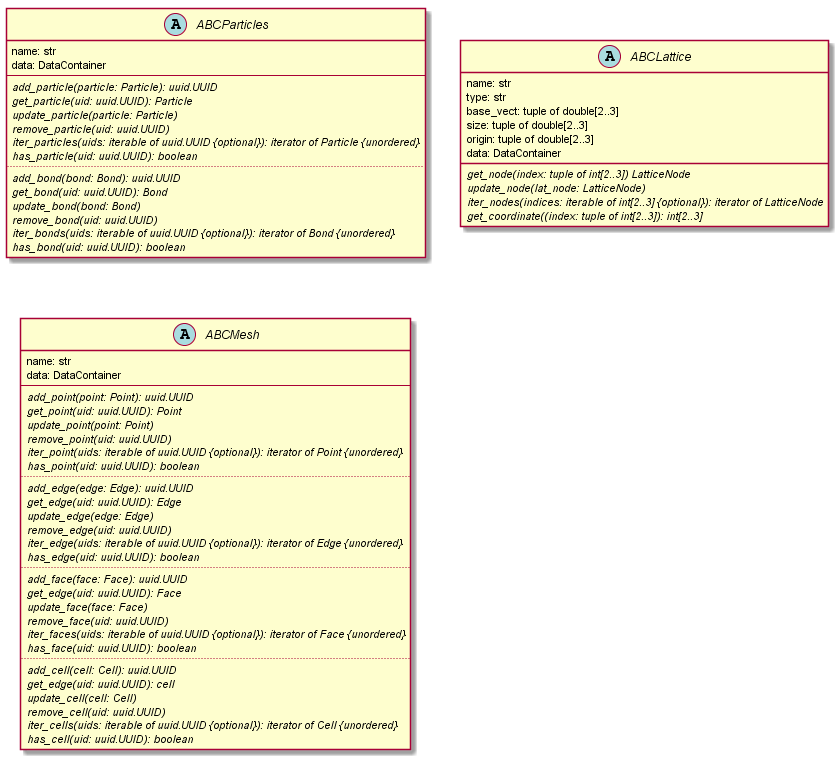 A ABCParticles
name: str
data: DataContainer
add_particle(particle: Particle): uuid.UUID
get_particle(uid: uuid.UUID): Particle
update_particle(particle: Particle)
remove_particle(uid: uuid.UUID)
iter_particles(uids: iterable of uuid.UUID {optional}): iterator of Particle {unordered}
has_particle(uid: uuid.UUID): boolean
add_bond(bond: Bond): uuid.UUID
get_bond(uid: uuid.UUID): Bond
update_bond(bond: Bond)
remove_bond(uid: uuid.UUID)
iter_bonds(uids: iterable of uuid.UUID {optional}): iterator of Bond {unordered}
has_bond(uid: uuid.UUID): boolean
A ABCLattice
name: str
type: str
base_vect: tuple of double[2..3]
size: tuple of double[2..3]
origin: tuple of double[2..3]
data: DataContainer
get_node(index: tuple of int[2..3]) LatticeNode
update_node(lat_node: LatticeNode)
iter_nodes(indices: iterable of int[2..3] {optional}): iterator of LatticeNode
get_coordinate((index: tuple of int[2..3]): int[2..3]
A ABCMesh
name: str
data: DataContainer
add_point(point: Point): uuid.UUID
get_point(uid: uuid.UUID): Point
update_point(point: Point)
remove_point(uid: uuid.UUID)
iter_point(uids: iterable of uuid.UUID {optional}): iterator of Point {unordered}
has_point(uid: uuid.UUID): boolean
add_edge(edge: Edge): uuid.UUID
get_edge(uid: uuid.UUID): Edge
update_edge(edge: Edge)
remove_edge(uid: uuid.UUID)
iter_edge(uids: iterable of uuid.UUID {optional}): iterator of Edge {unordered}
has_edge(uid: uuid.UUID): boolean
add_face(face: Face): uuid.UUID
get_edge(uid: uuid.UUID): Face
update_face(face: Face)
remove_face(uid: uuid.UUID)
iter_faces(uids: iterable of uuid.UUID {optional}): iterator of Face {unordered}
has_face(uid: uuid.UUID): boolean
add_cell(cell: Cell): uuid.UUID
get_edge(uid: uuid.UUID): cell
update_cell(cell: Cell)
remove_cell(uid: uuid.UUID)
iter_cells(uids: iterable of uuid.UUID {optional}): iterator of Cell {unordered}
has_cell(uid: uuid.UUID): boolean